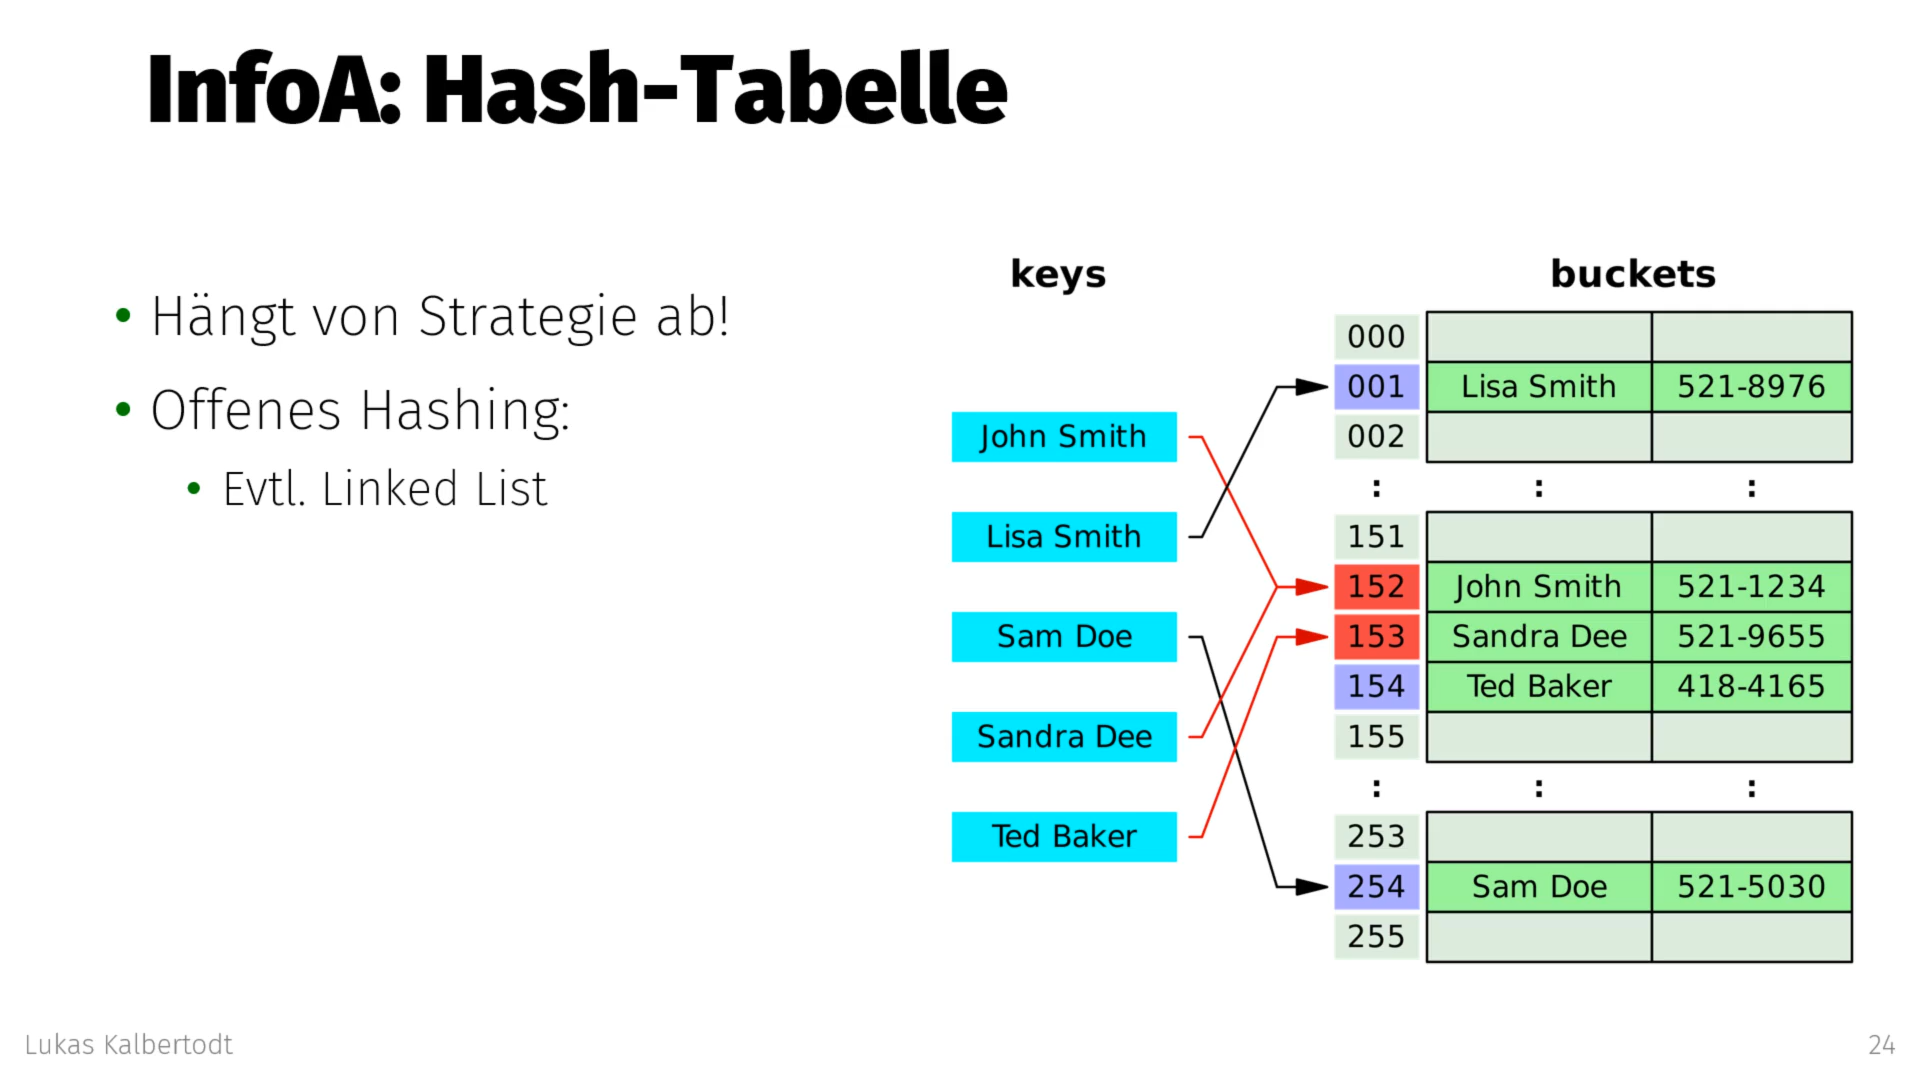 InfoA: Hash-Tabelle
• Hängt von Strategie ab!
• Offenes Hashing:
• Evtl. Linked List
keys
John Smith
Lisa Smith
Sam Doe
Sandra Dee
Ted Baker
buckets
000
001 Lisa Smith 521-8976
002
: : :
151
152 John Smith 521-1234
153 Sandra Dee 521-9655
154 Ted Baker 418-4165
155
: : :
253
254 Sam Doe 521-5030
255
Lukas Kalbertodt
24